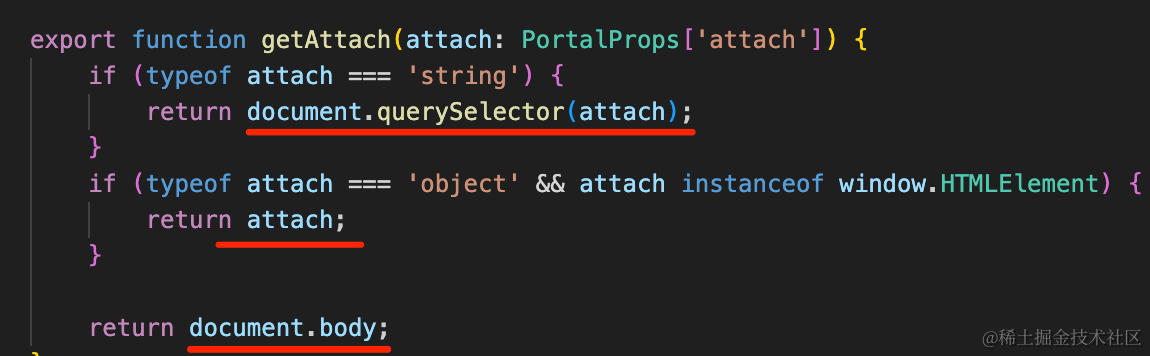 export function getAttach(attach: PortalProps['attach']) {
if (typeof attach === 'string') {
return document.querySelector(attach);
}
if (typeof attach === 'object' && attach instanceof window.HTMLElement) {
return attach;
}
return document.body;
}
@稀土掘金技术社区